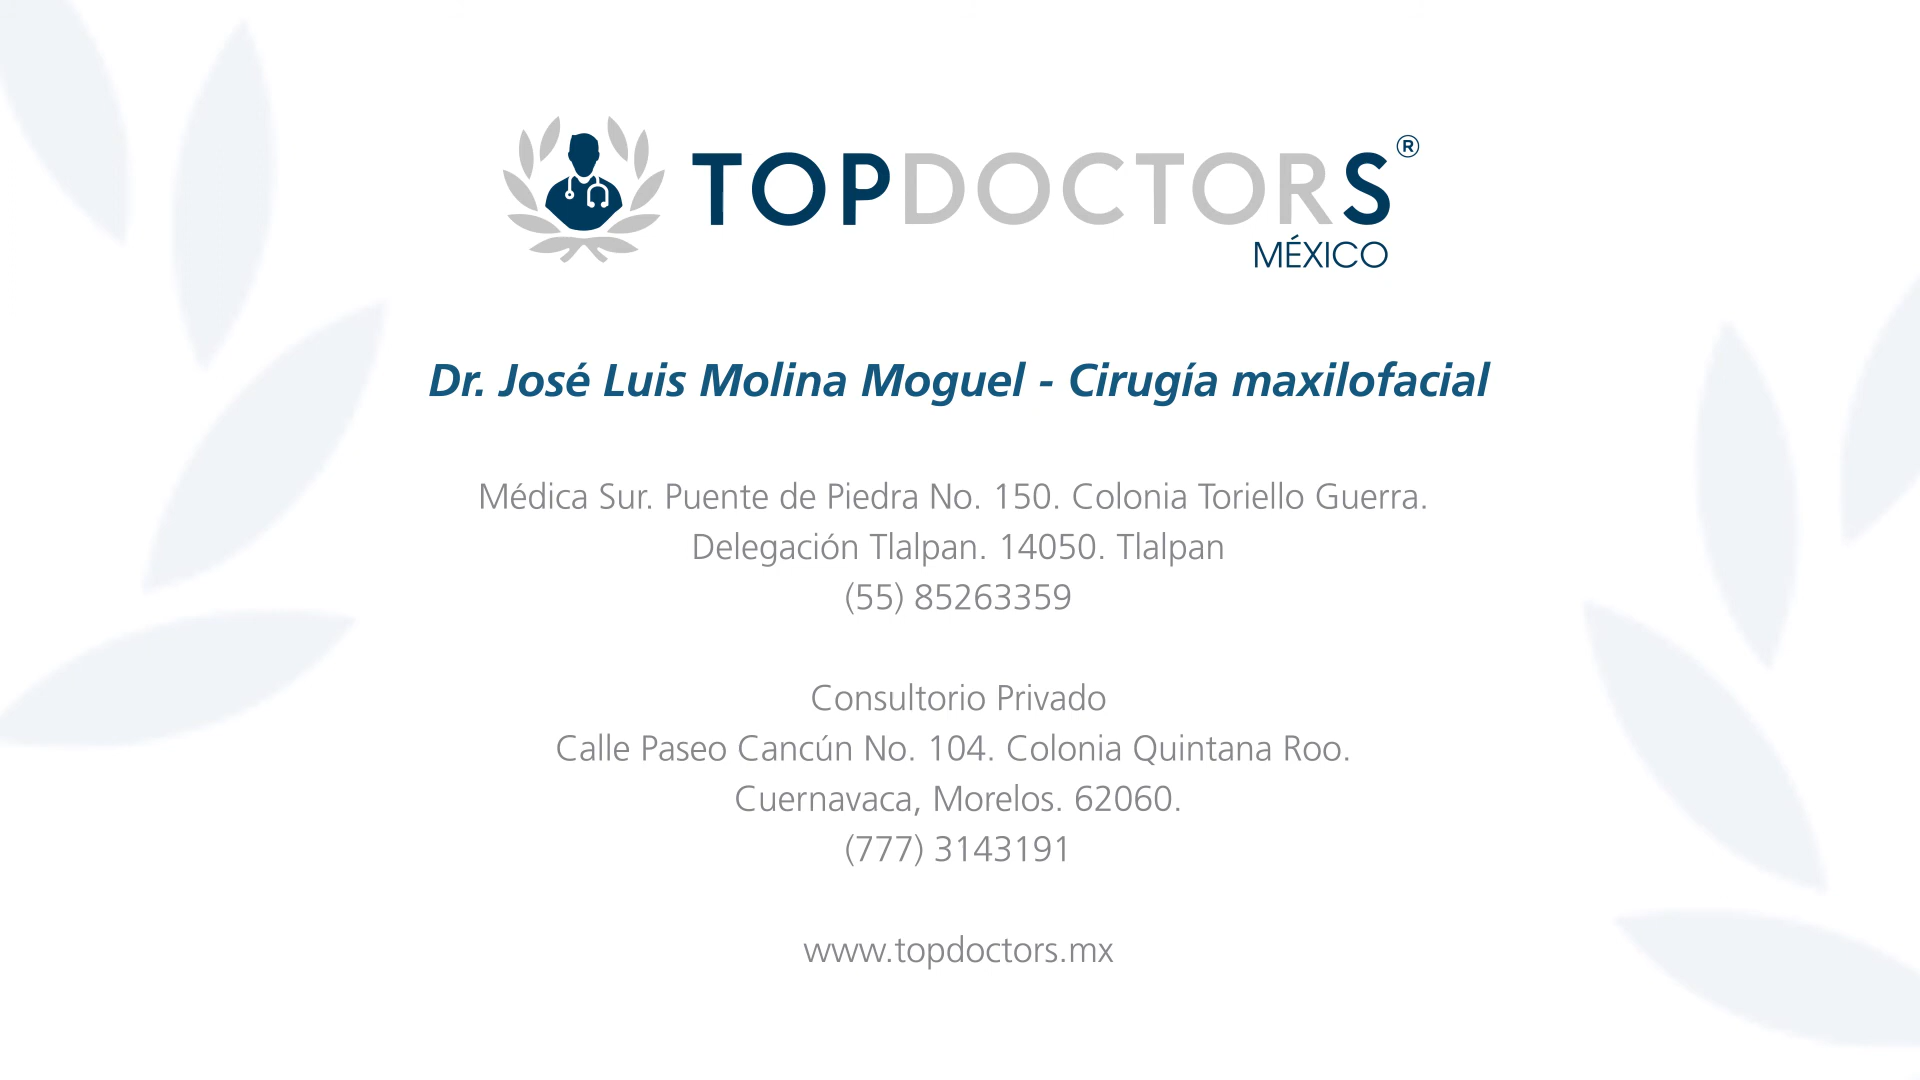 TOPDOCTORS®
MÉXICO
Dr. José Luis Molina Moguel - Cirugía maxilofacial
Médica Sur. Puente de Piedra No. 150. Colonia Toriello Guerra.
Delegación Tlalpan. 14050. Tlalpan
(55) 85263359
Consultorio Privado
Calle Paseo Cancún No. 104. Colonia Quintana Roo.
Cuernavaca, Morelos. 62060.
(777) 3143191
www.topdoctors.mx